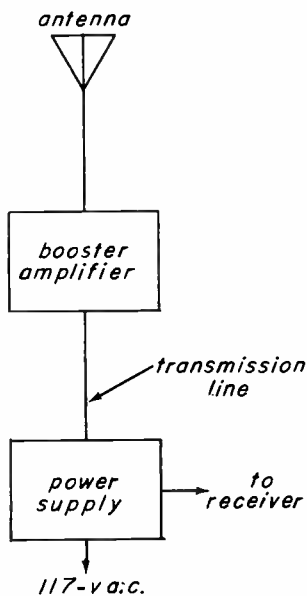 antenna
booster
amplifier
transmission
line
power
supply
to
receiver
117-v a.c.